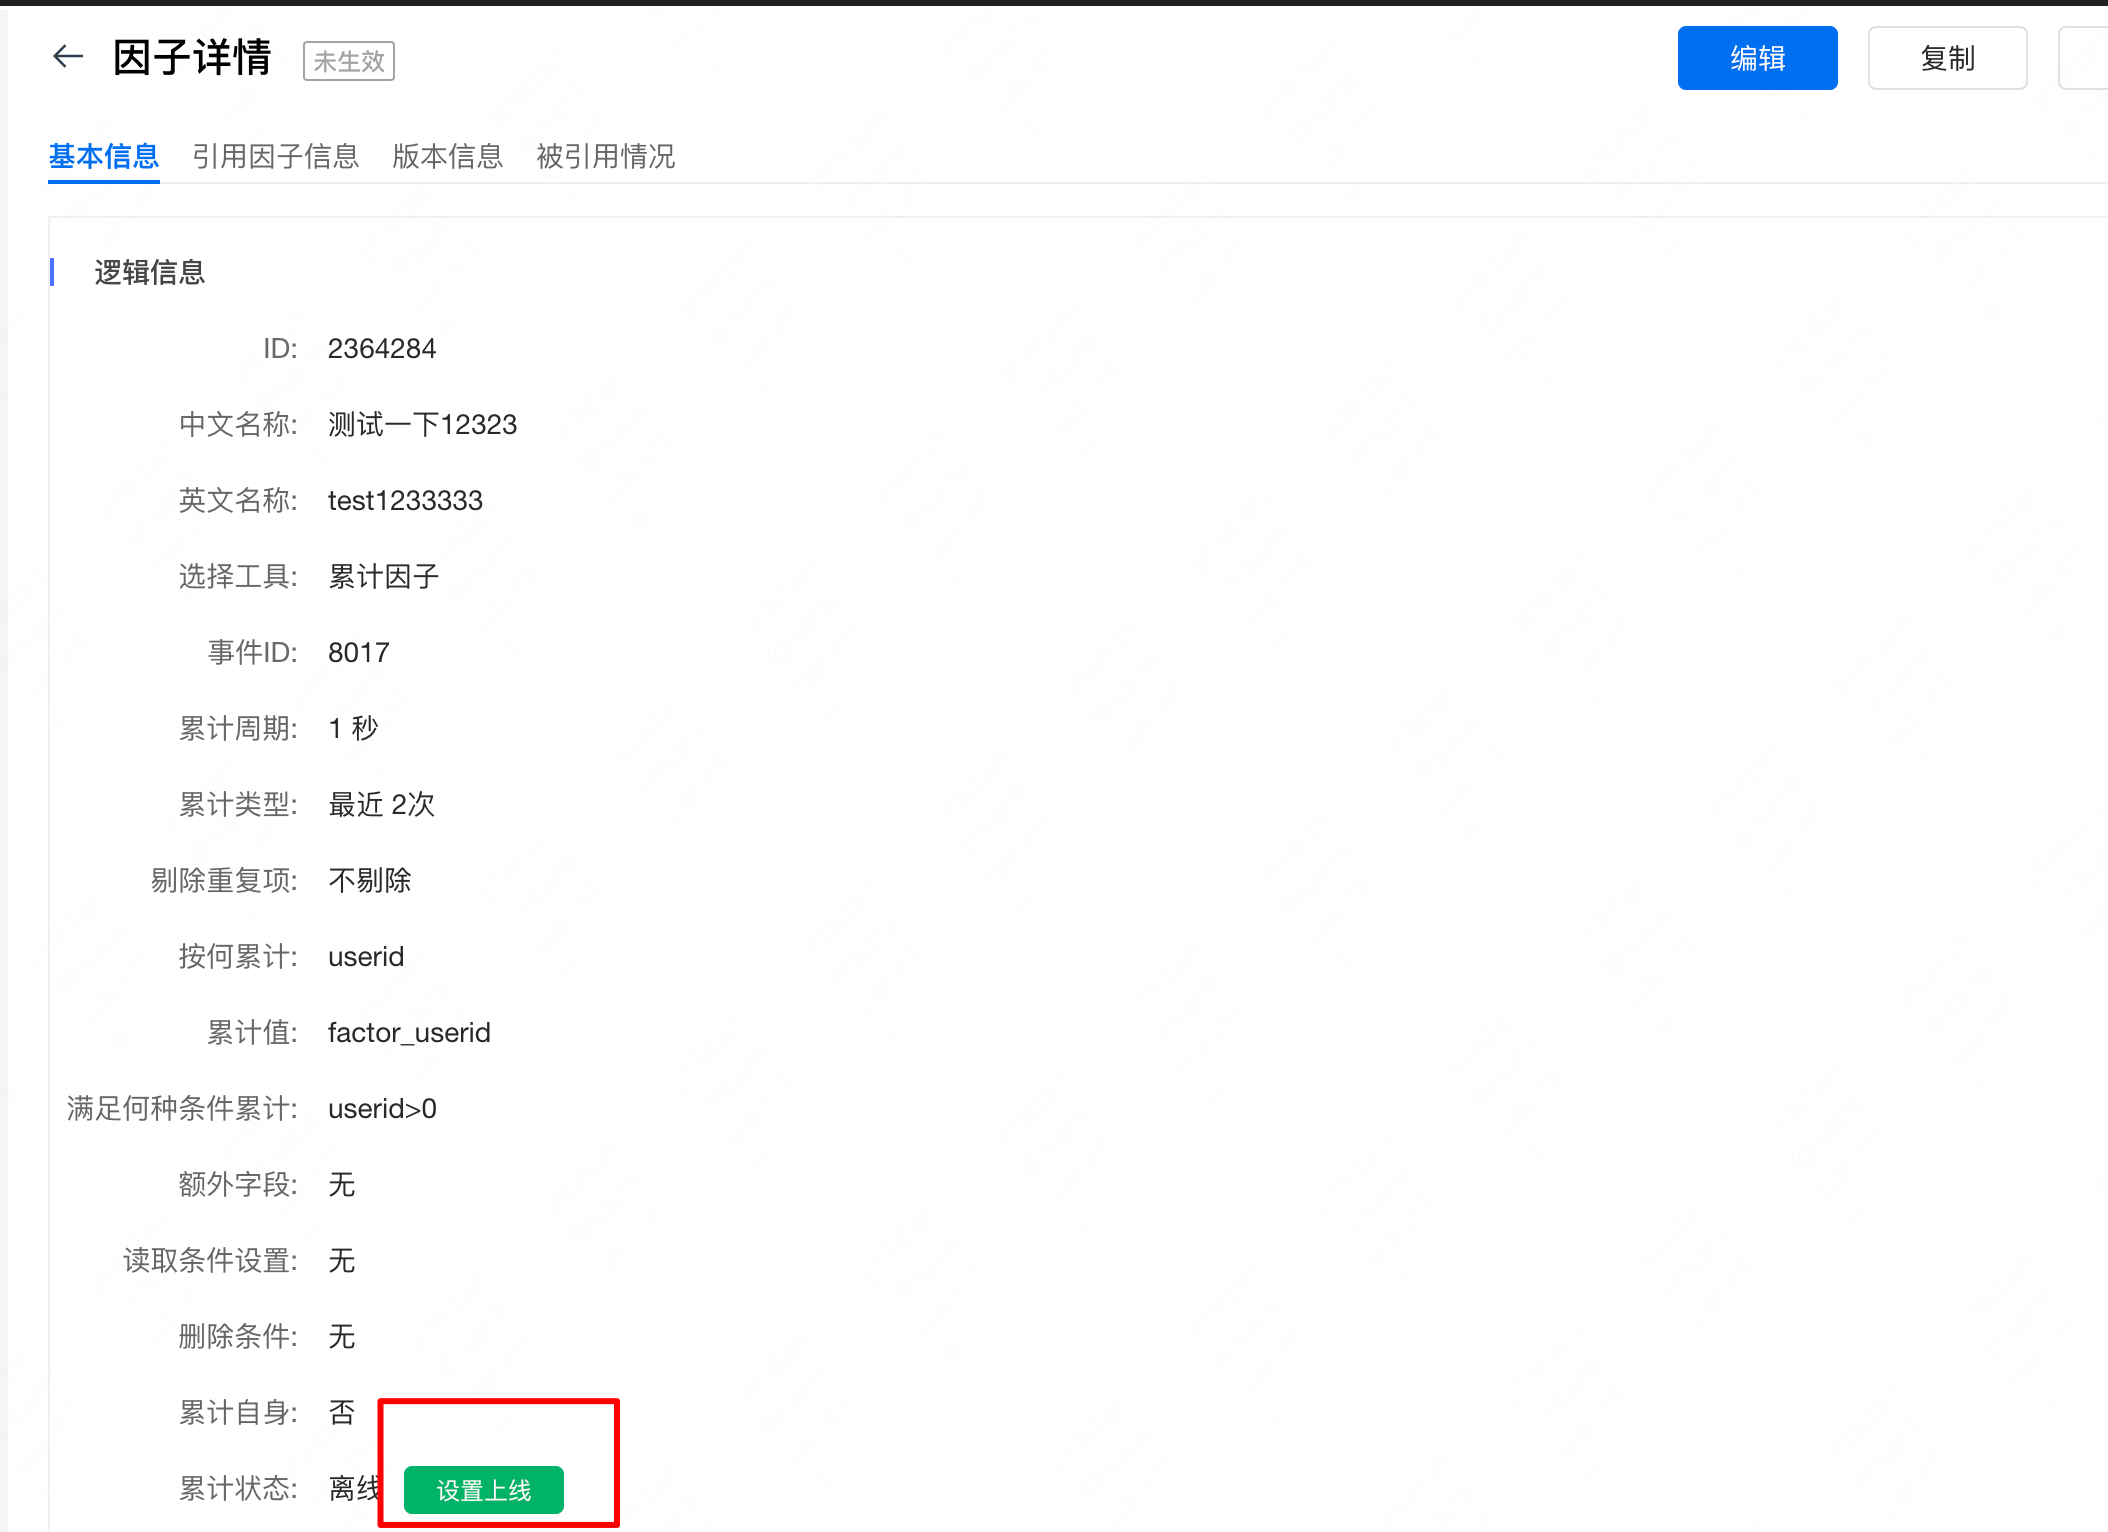 因子详情 未生效 编辑 复制
基本信息 引用因子信息 版本信息 被引用情况
逻辑信息
ID: 2364284
中文名称: 测试一下12323
英文名称: test1233333
选择工具: 累计因子
事件ID: 8017
累计周期: 1 秒
累计类型: 最近 2次
剔除重复项: 不剔除
按何累计: userid
累计值: factor_userid
满足何种条件累计: userid>0
额外字段: 无
读取条件设置: 无
删除条件: 无
累计自身: 否
累计状态: 离线 设置上线